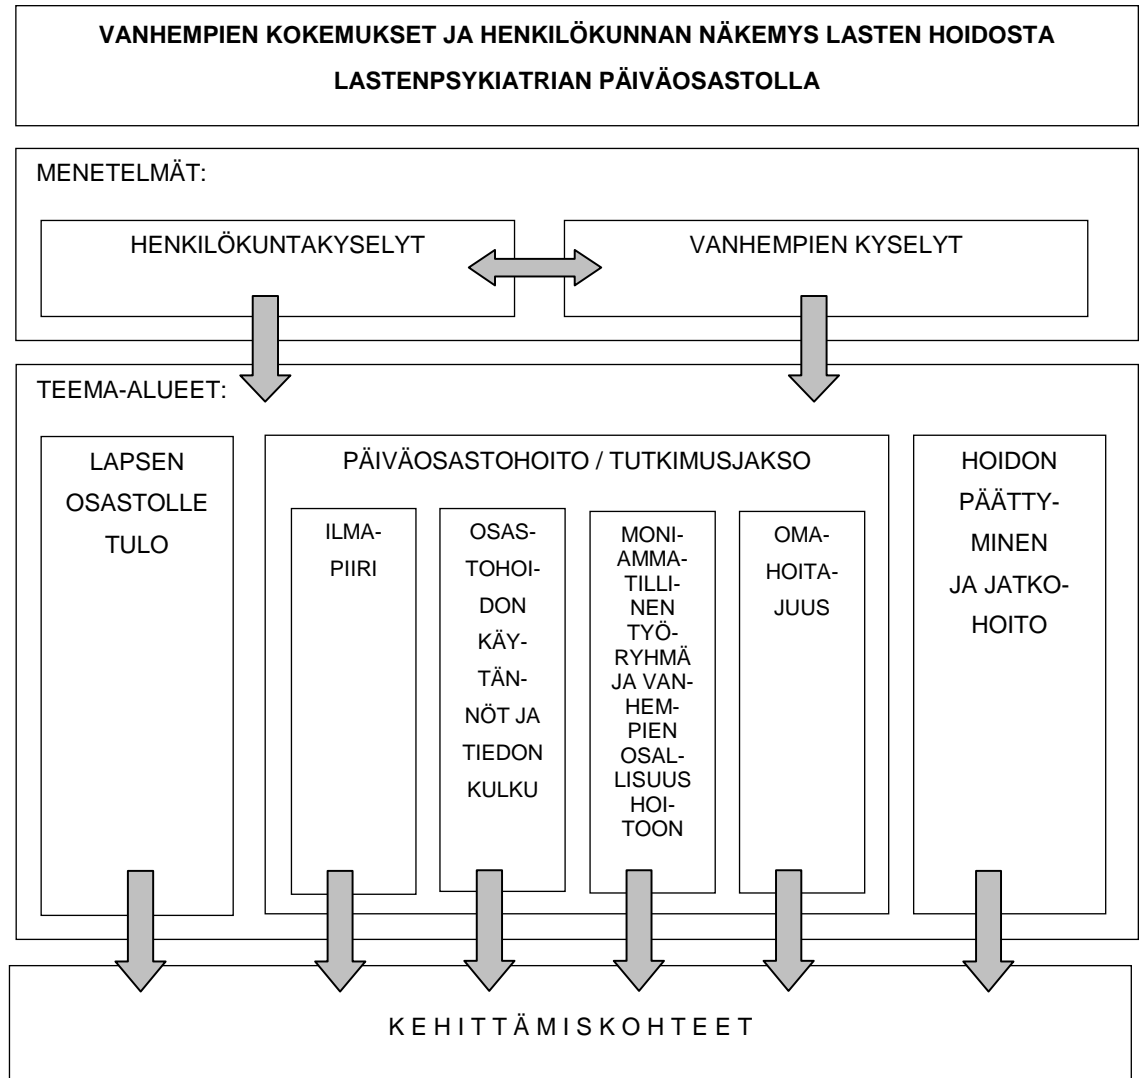 VANHEMPIEN KOKEMUKSET JA HENKILÖKUNNAN NÄKEMYS LASTEN HOIDOSTA
LASTENPSYKIATRIAN PÄIVÄOSASTOLLA
MENETELMÄT:
HENKILÖKUNTAKYSELYT
VANHEMPIEN KYSELYT
TEEMA-ALUEET:
LAPSEN
OSASTOLLE
TULO
PÄIVÄOSASTOHOITO / TUTKIMUSJAKSO
ILMA-
PIIRI
OSAS-
TOHOI-
DON
KÄY-
TÄN-
NÖT JA
TIEDON
KULKU
MONI-
AMMA-
TILLI-
NEN
TYÖ-
RYHMÄ
JA VAN-
HEM-
PIEN
OSAL-
LISUUS
HOI-
TOON
OMA-
HOITA-
JUUS
HOIDON
PÄÄTTY-
MINEN
JA JATKO-
HOITO
K E H I T T Ä M I S K O H T E E T